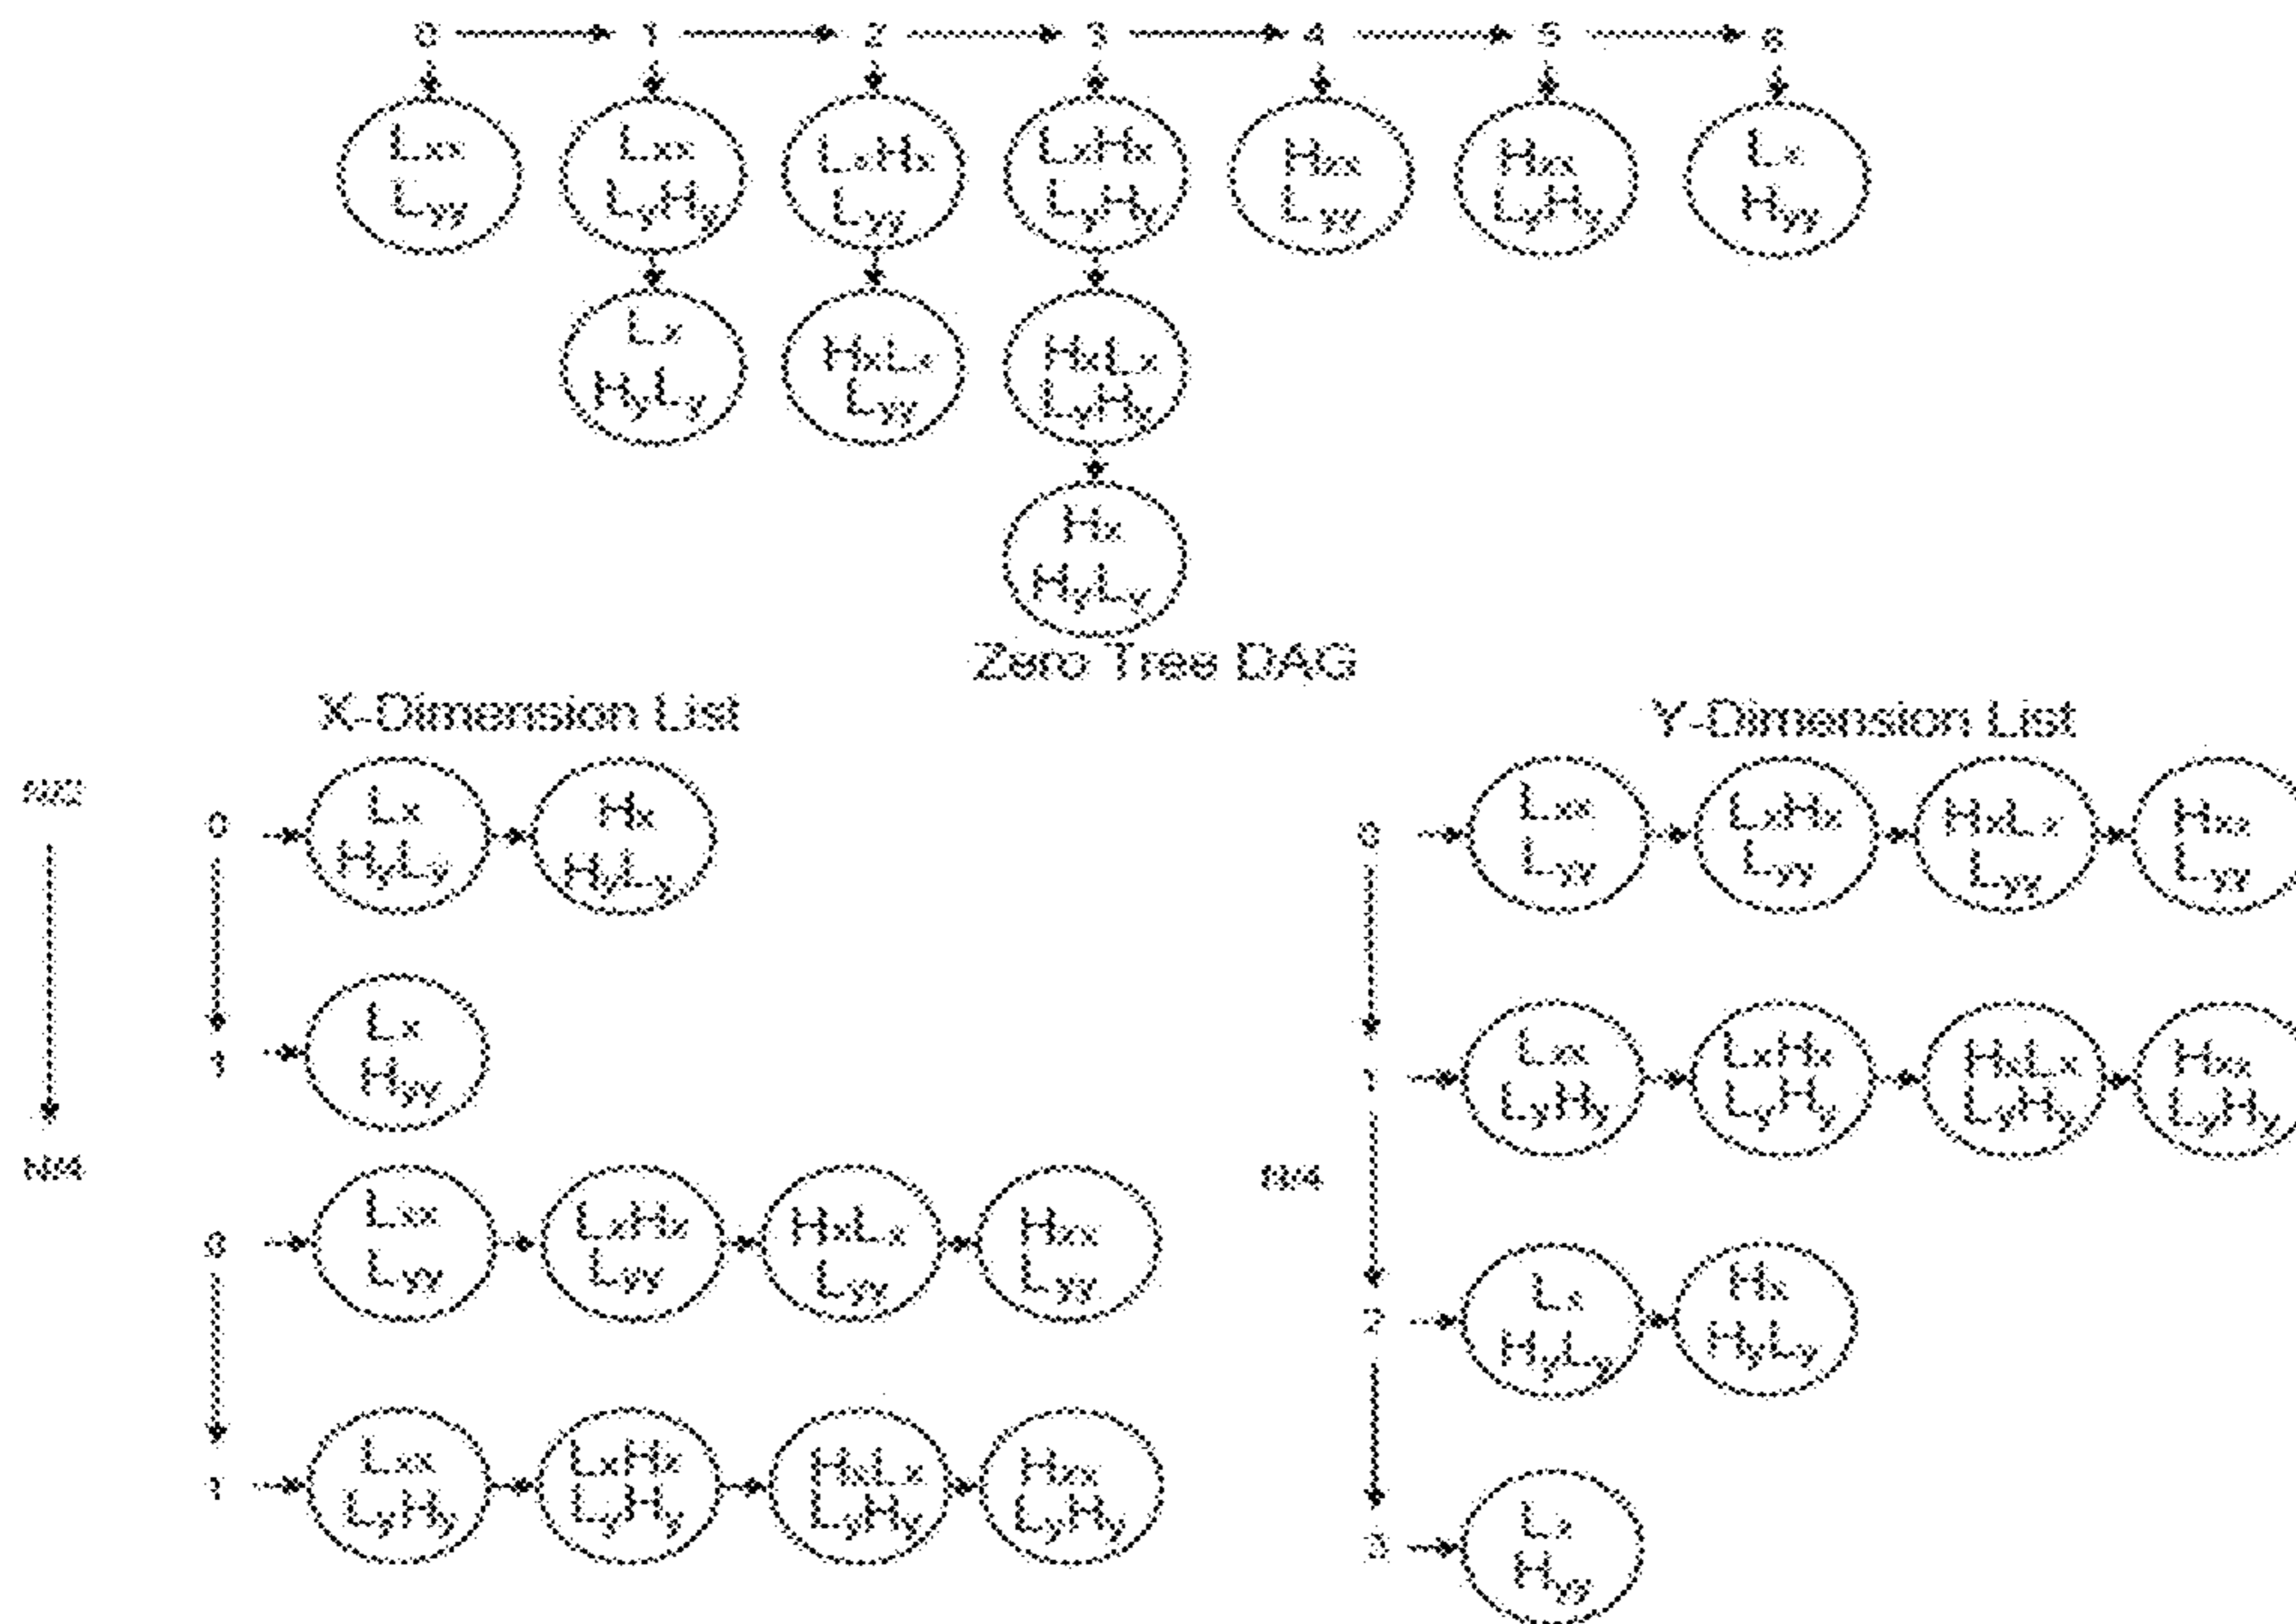 0 1 2 3 4 5 6
Lxx Lxx LxHx LxHx Hxx Hxx Lx
Lyy LyHy Lyy LyHy Lyy LyHy Hyy
Lx HxLx HxLx
HyLy Lyy LyHy
Hx
HyLy
Zero Tree DAG
X-Dimension List
0
Lx Hx
HyLy HyLy
1
Lx
Hyy
0
Lxx LxHx HxLx Hxx
Lyy Lyy Lyy Lyy
1
Lxx LxHx HxLx Hxx
LyHy LyHy LyHy LyHy
Y-Dimension List
0
Lxx LxHx HxLx Hxx
Lyy Lyy Lyy Lyy
1
Lxx LxHx HxLx Hxx
LyHy LyHy LyHy LyHy
2
Lx Hx
HyLy HyLy
3
Lx
Hyy